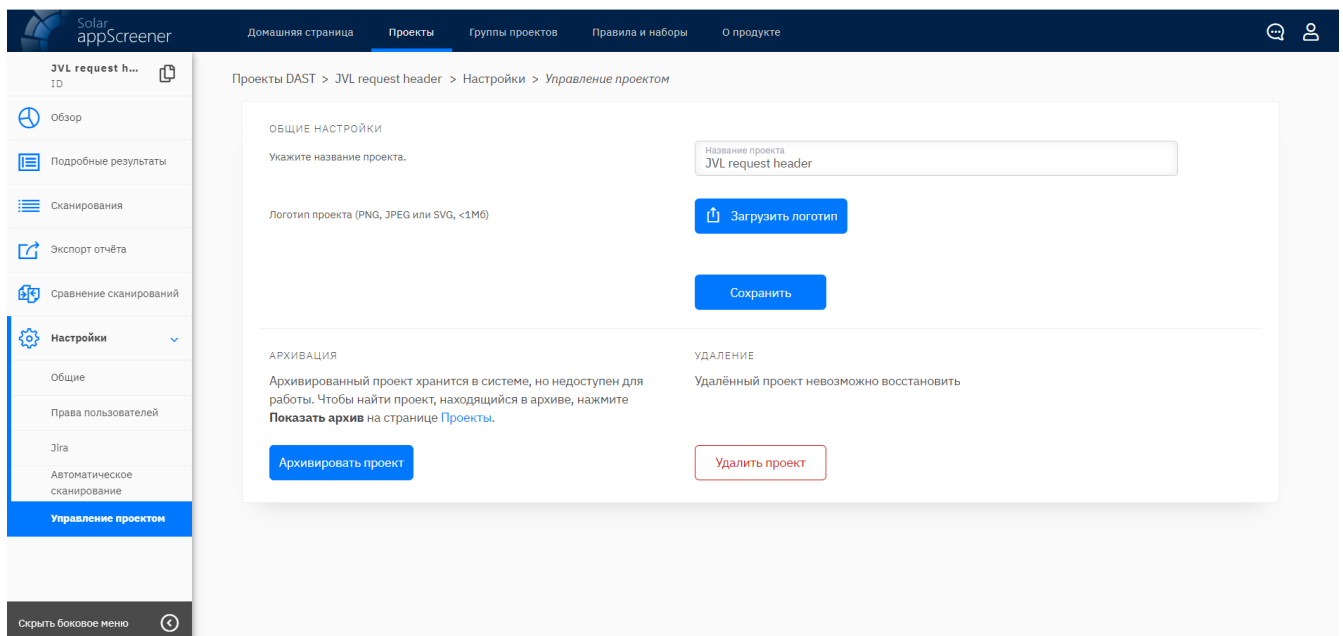 Solar
appScreener
Домашняя страница
Проекты
Группы проектов
Правила и наборы
О продукте
JVL request h...
ID
Обзор
Подробные результаты
Сканирования
Экспорт отчёта
Сравнение сканирований
Настройки
Общие
Права пользователей
Jira
Автоматическое
сканирование
Управление проектом
Скрыть боковое меню
Проекты DAST > JVL request header > Настройки > Управление проектом
ОБЩИЕ НАСТРОЙКИ
Укажите название проекта.
Название проекта
JVL request header
Логотип проекта (PNG, JPEG или SVG, <1Мб)
Загрузить логотип
Сохранить
АРХИВАЦИЯ
Архивированный проект хранится в системе, но недоступен для
работы. Чтобы найти проект, находящийся в архиве, нажмите
Показать архив на странице Проекты.
Архивировать проект
УДАЛЕНИЕ
Удалённый проект невозможно восстановить
Удалить проект